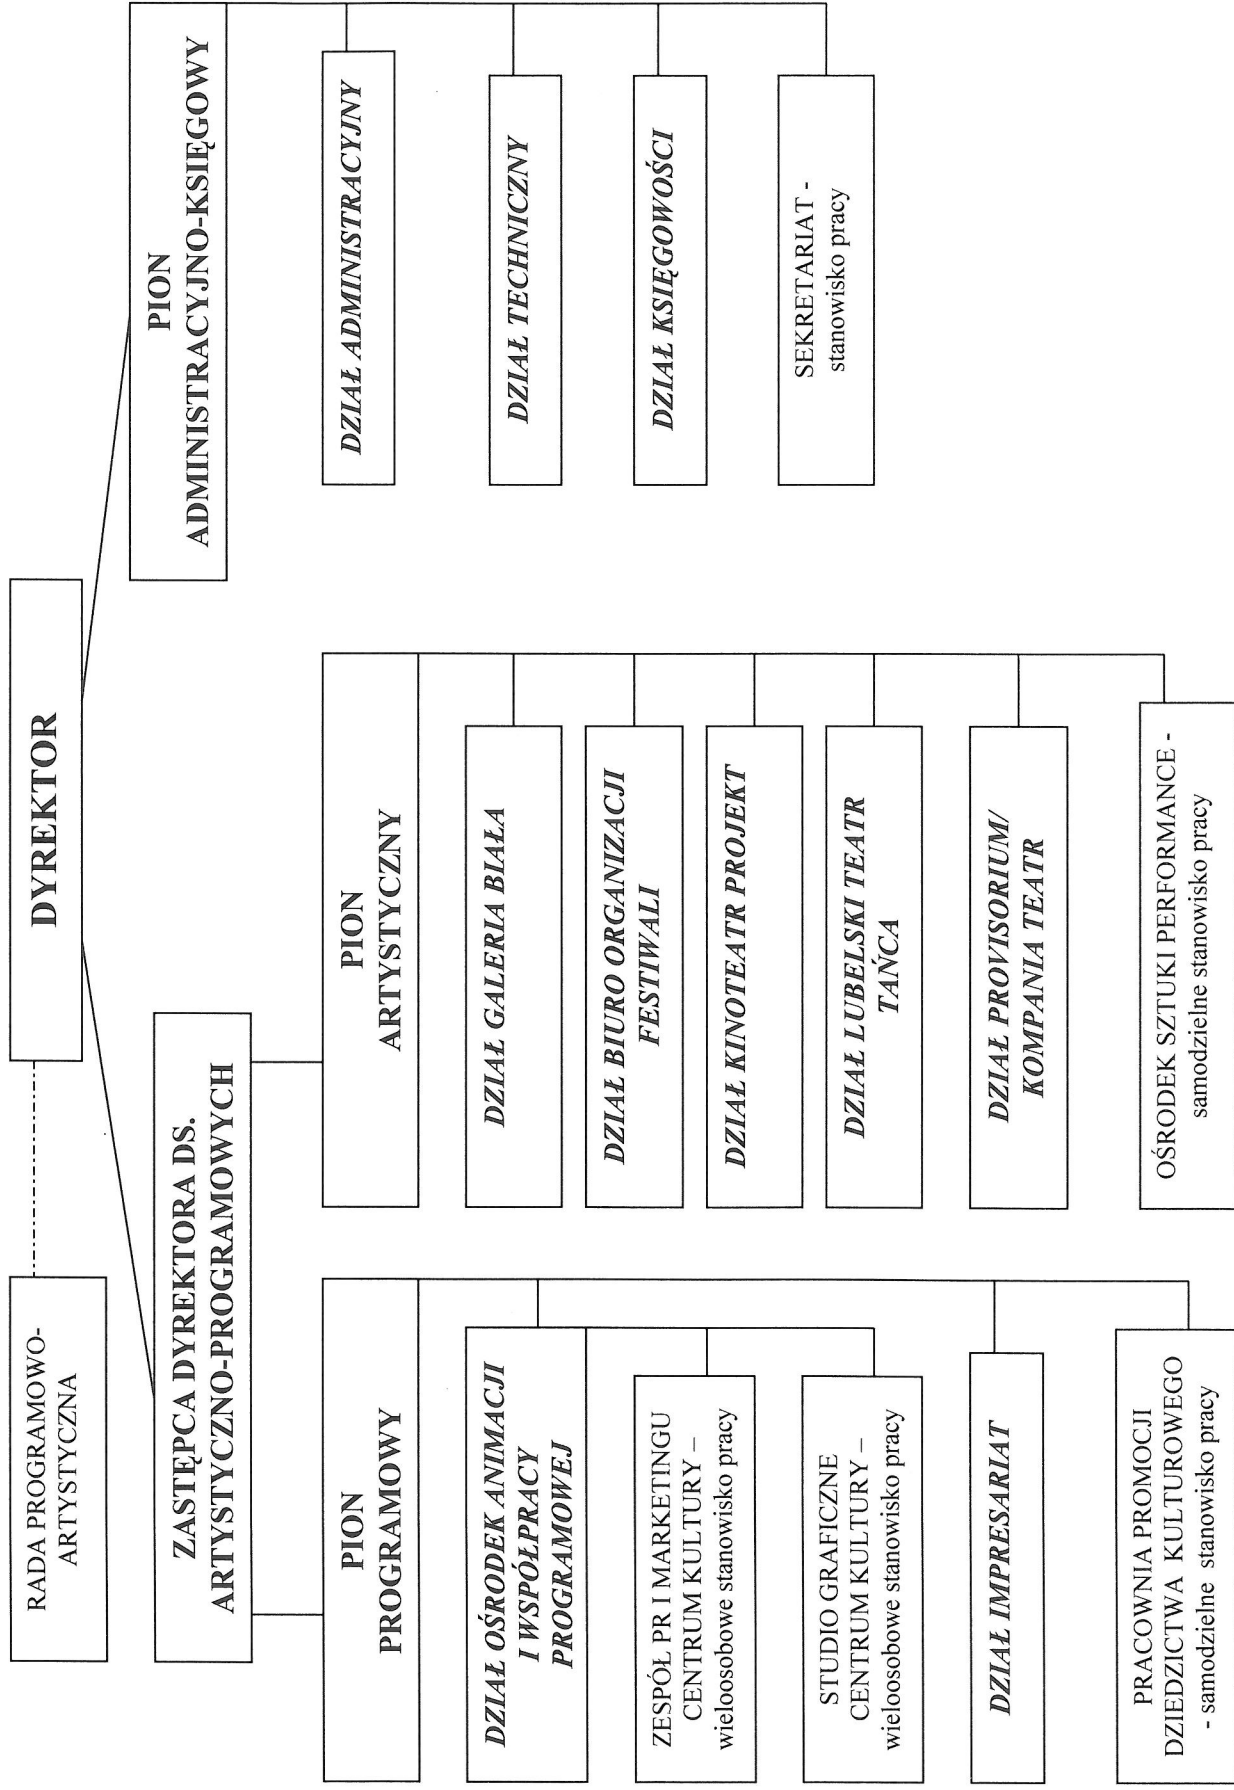 DYREKTOR
RADA PROGRAMOWO-
ARTYSTYCZNA
ZASTĘPCA DYREKTORA DS.
ARTYSTYCZNO-PROGRAMOWYCH
PION
PROGRAMOWY
DZIAŁ OŚRODEK ANIMACJI
I WSPÓŁPRACY
PROGRAMOWEJ
ZESPÓŁ PR I MARKETINGU
CENTRUM KULTURY –
wieloosobowe stanowisko pracy
STUDIO GRAFICZNE
CENTRUM KULTURY –
wieloosobowe stanowisko pracy
DZIAŁ IMPRESARIAT
PRACOWNIA PROMOCJI
DZIEDZICTWA KULTUROWEGO
- samodzielne stanowisko pracy
PION
ARTYSTYCZNY
DZIAŁ GALERIA BIAŁA
DZIAŁ BIURO ORGANIZACJI
FESTIWALI
DZIAŁ KINOTEATR PROJEKT
DZIAŁ LUBELSKI TEATR
TAŃCA
DZIAŁ PROVISORIUM/
KOMPANIA TEATR
OŚRODEK SZTUKI PERFORMANCE -
samodzielne stanowisko pracy
PION
ADMINISTRACYJNO-KSIĘGOWY
DZIAŁ ADMINISTRACYJNY
DZIAŁ TECHNICZNY
DZIAŁ KSIĘGOWOŚCI
SEKRETARIAT -
stanowisko pracy